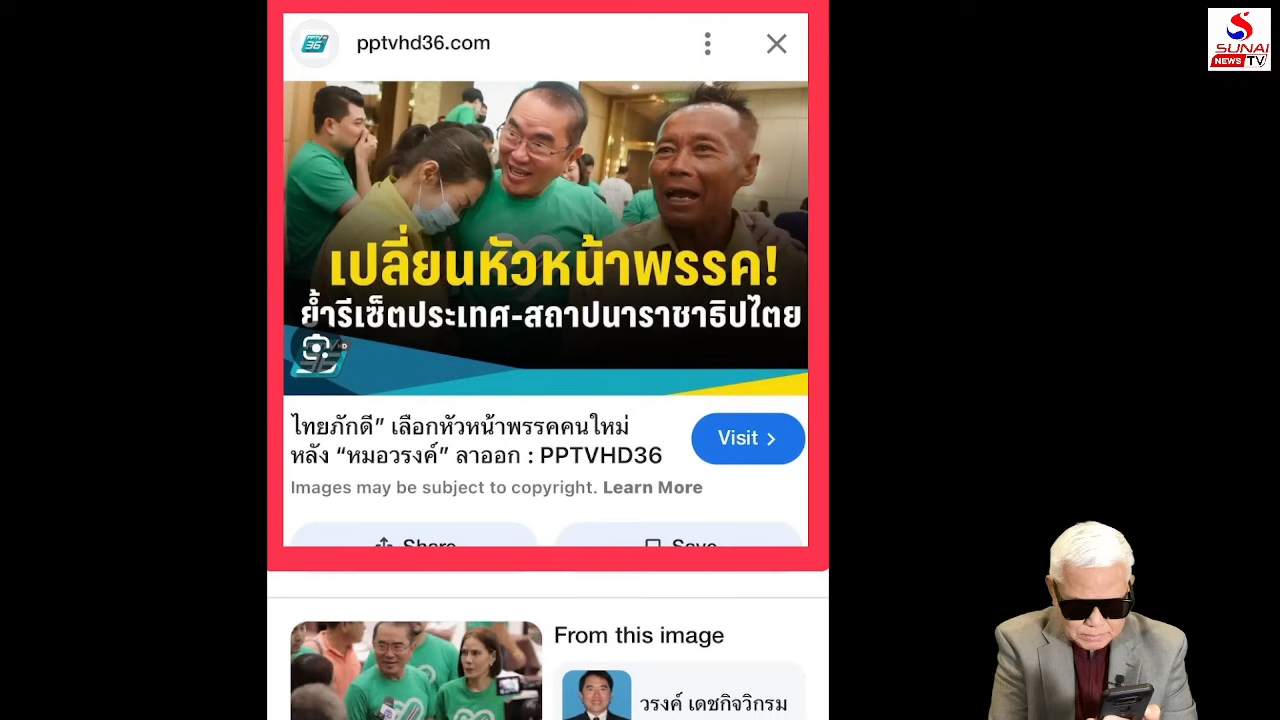 SUNAI
NEWS TV
pptvhd36.com
PPTV
36
เปลี่ยนหัวหน้าพรรค!
ย้ำรีเซ็ตประเทศ-สถาปนาราชาธิปไตย
HD
ไทยภักดี” เลือกหัวหน้าพรรคคนใหม่
หลัง “หมอวรงค์” ลาออก : PPTVHD36
Visit
Images may be subject to copyright. Learn More
Share
Save
From this image
วรงค์ เดชกิจวิกรม